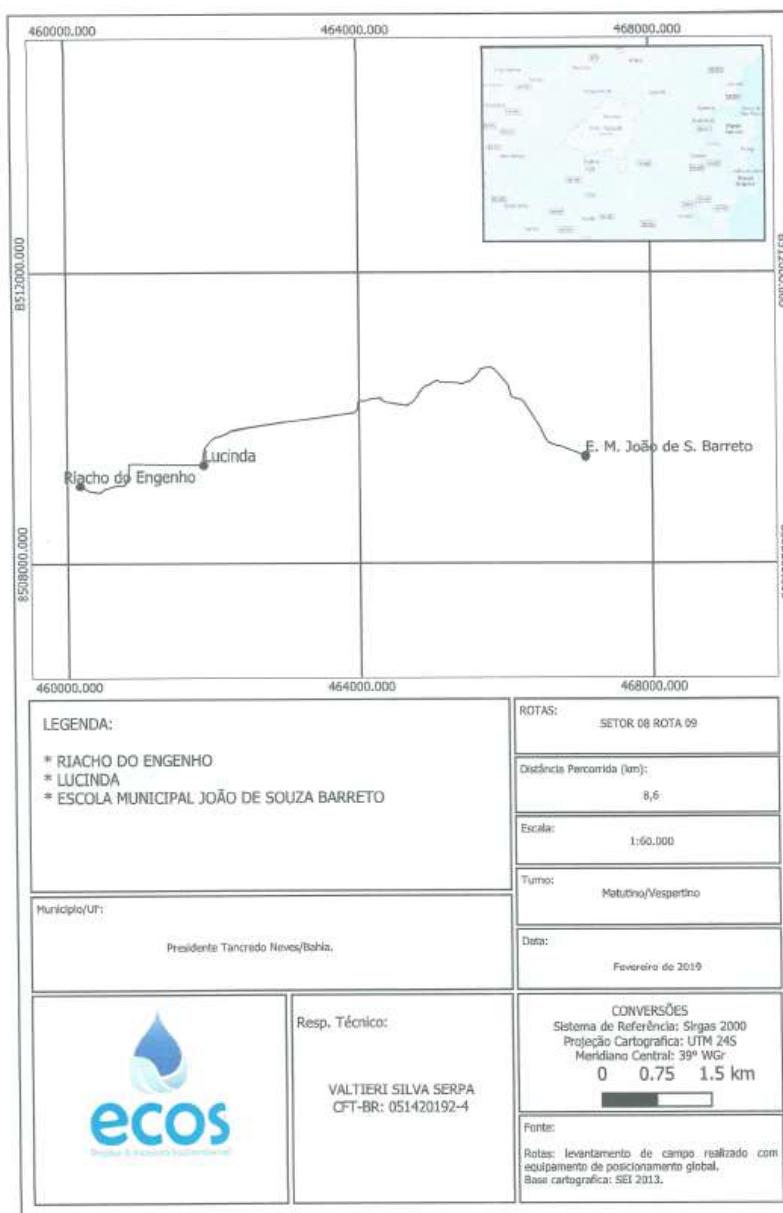 460000.000
464000.000
468000.000
8512000.000
8512000.000
E. M. João de S. Barreto
Lucinda
Riacho do Engenho
8508000.000
460000.000
464000.000
468000.000
LEGENDA:
* RIACHO DO ENGENHO
* LUCINDA
* ESCOLA MUNICIPAL JOÃO DE SOUZA BARRETO
ROTAS:
SETOR 08 ROTA 09
Distância Percorrida (km):
8,6
Escala:
1:60.000
Turno:
Matutino/Vespertino
Município/UF:
Presidente Tancredo Neves/Bahia.
Data:
Fevereiro de 2019
ecos
Resp. Técnico:
VALTIERI SILVA SERPA
CFT-BR: 051420192-4
CONVERSÕES
Sistema de Referência: Sirgas 2000
Projeção Cartografica: UTM 24S
Meridiano Central: 39º WGr
0 0.75 1.5 km
Fonte:
Rotas: levantamento de campo realizado com
equipamento de posicionamento global.
Base cartografica: SEI 2013.